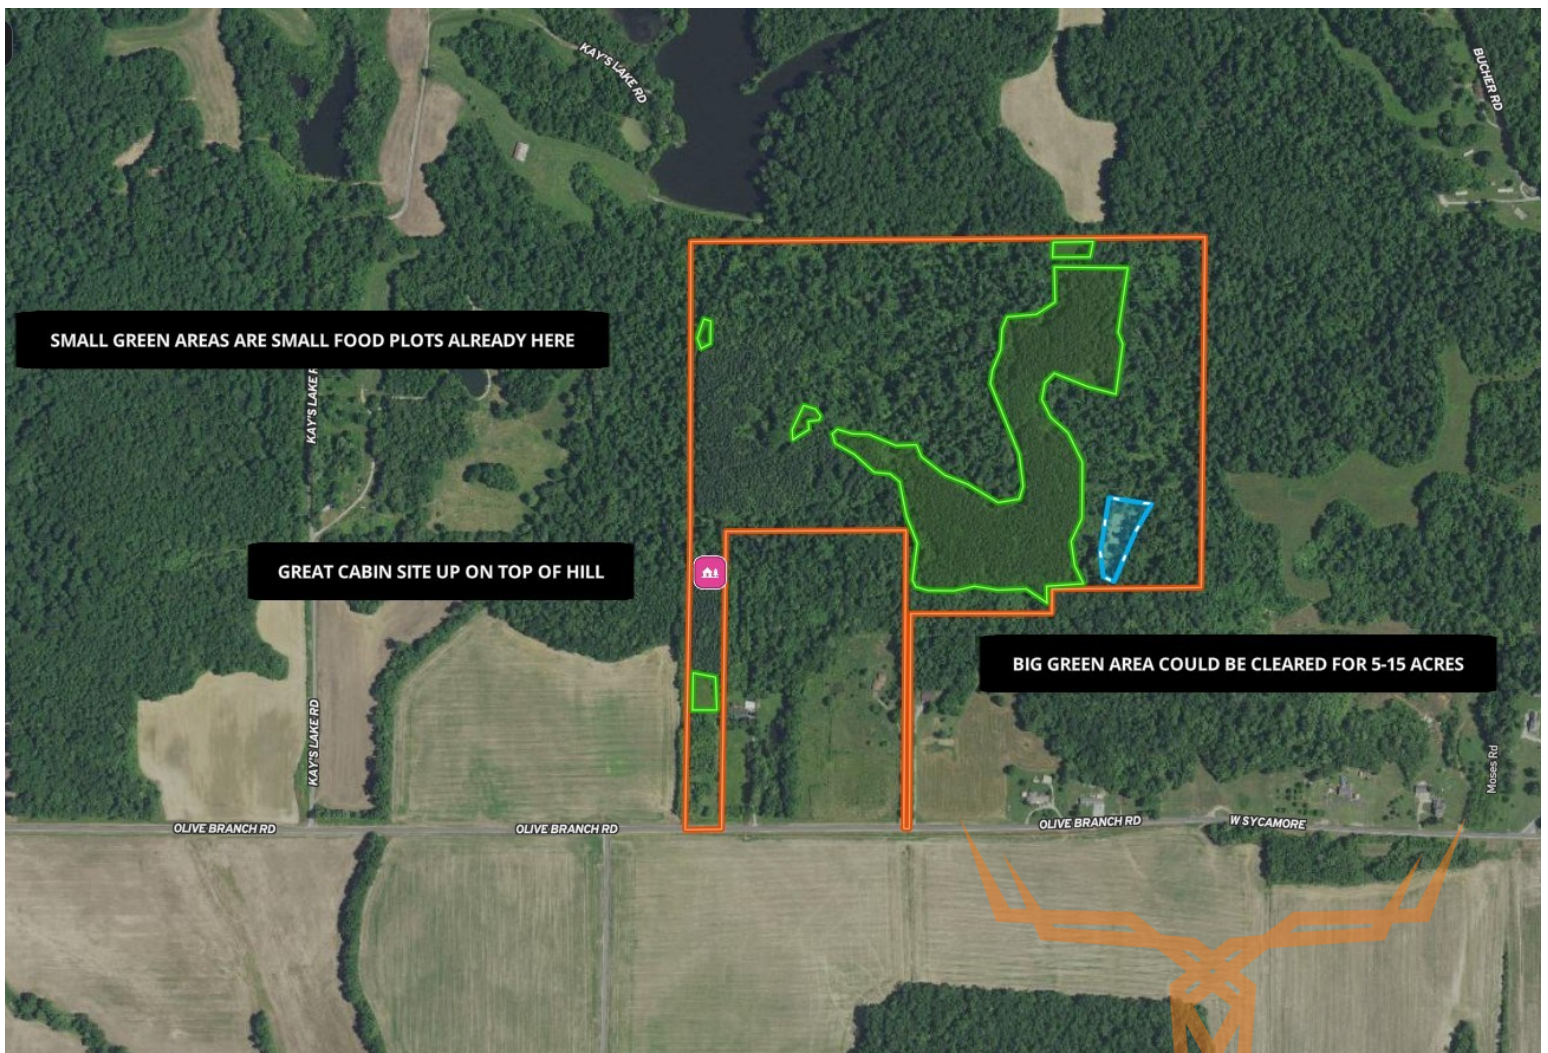 KAY'S LAKE RD
BUCHER RD
SMALL GREEN AREAS ARE SMALL FOOD PLOTS ALREADY HERE
KAY'S LAKE R
GREAT CABIN SITE UP ON TOP OF HILL
BIG GREEN AREA COULD BE CLEARED FOR 5-15 ACRES
KAY'S LAKE RD
Moses Rd
OLIVE BRANCH RD
OLIVE BRANCH RD
OLIVE BRANCH RD
W SYCAMORE